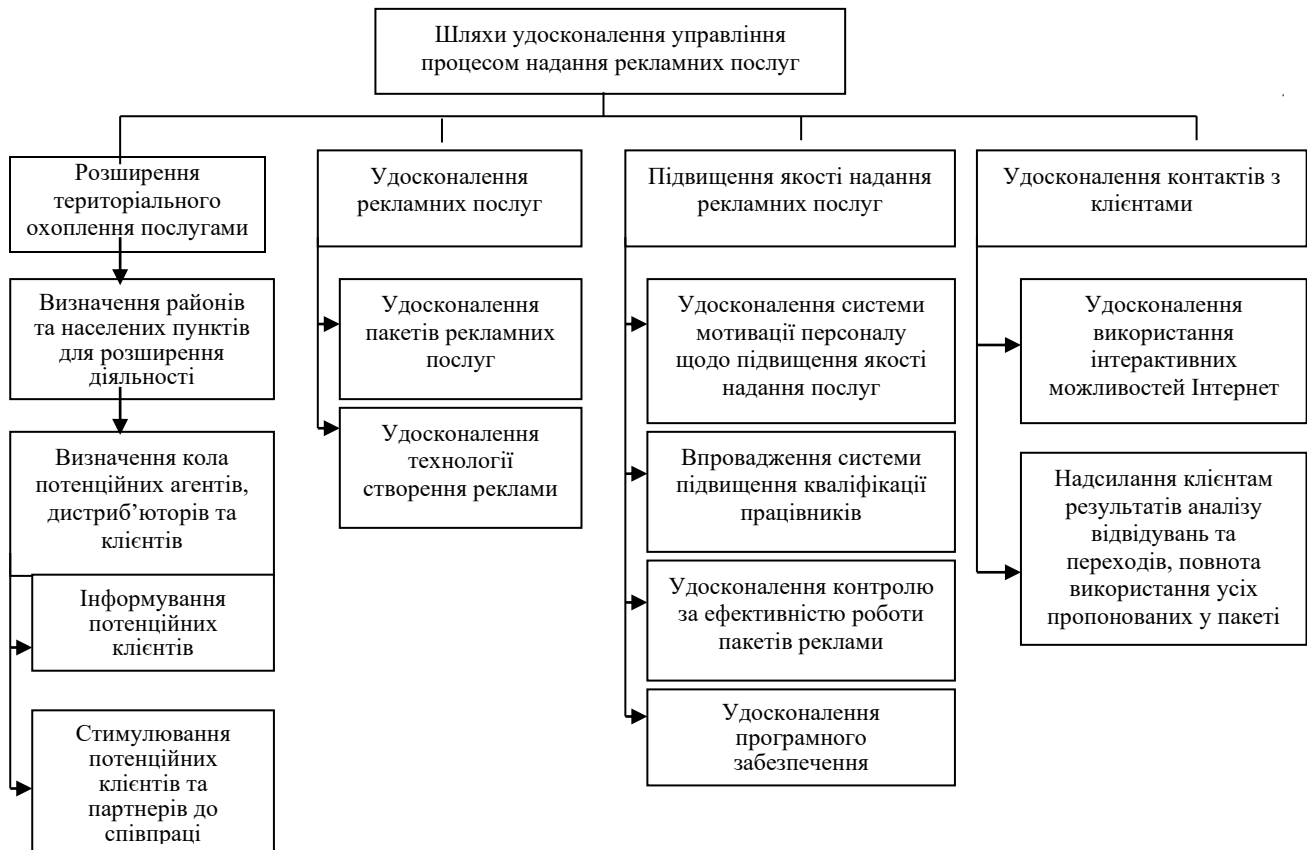 Шляхи удосконалення управління
процесом надання рекламних послуг
Розширення
територіального
охоплення послугами
Визначення районів
та населених пунктів
для розширення
діяльності
Визначення кола
потенційних агентів,
дистриб’юторів та
клієнтів
Інформування
потенційних
клієнтів
Стимулювання
потенційних
клієнтів та
партнерів до
співпраці
Удосконалення
рекламних послуг
Удосконалення
пакетів рекламних
послуг
Удосконалення
технології
створення реклами
Підвищення якості надання
рекламних послуг
Удосконалення системи
мотивації персоналу
щодо підвищення якості
надання послуг
Впровадження системи
підвищення кваліфікації
працівників
Удосконалення контролю
за ефективністю роботи
пакетів реклами
Удосконалення
програмного
забезпечення
Удосконалення контактів з
клієнтами
Удосконалення
використання
інтерактивних
можливостей Інтернет
Надсилання клієнтам
результатів аналізу
відвідувань та
переходів, повнота
використання усіх
пропонованих у пакеті